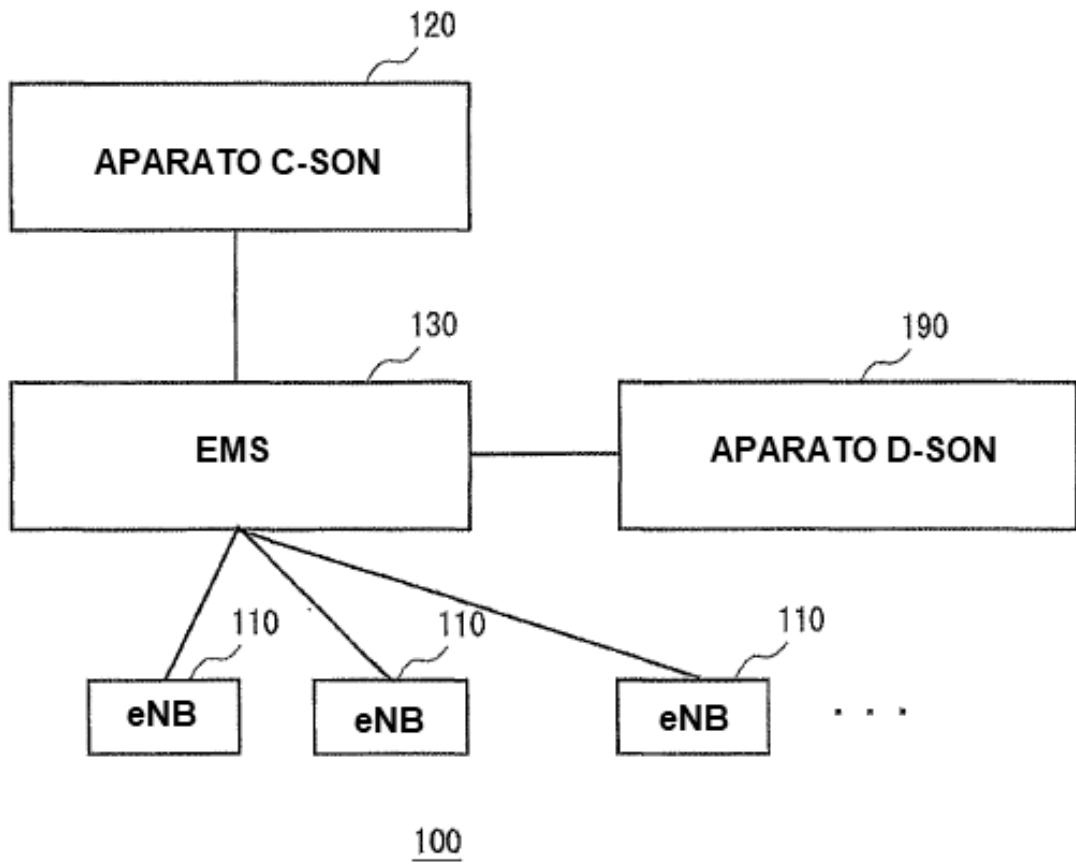 120
APARATO C-SON
130
190
EMS
APARATO D-SON
110
110
110
eNB
eNB
eNB
. . .
100